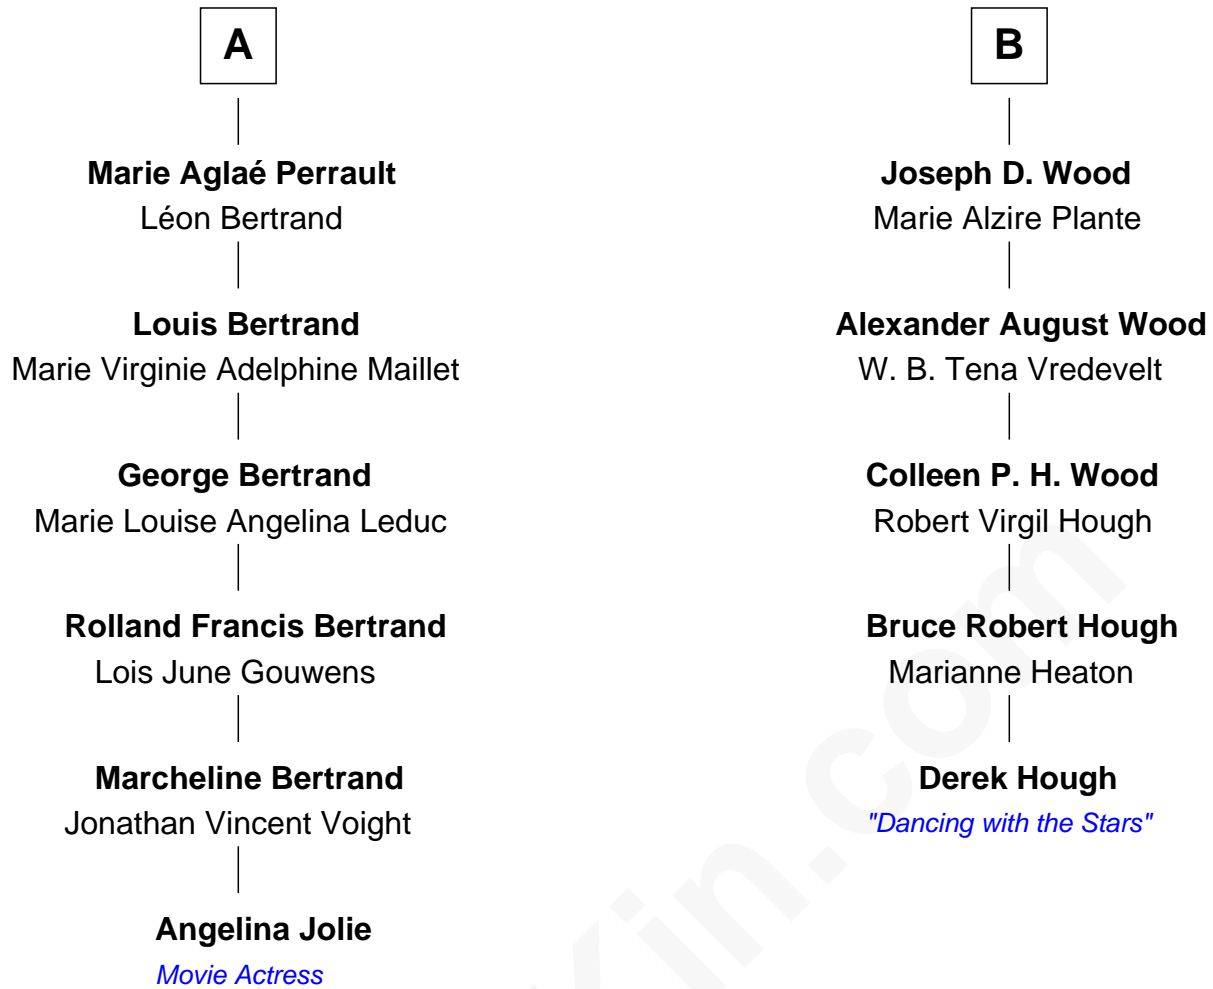 A
Marie Aglaé Perrault
Léon Bertrand
Louis Bertrand
Marie Virginie Adelphine Maillet
George Bertrand
Marie Louise Angelina Leduc
Rolland Francis Bertrand
Lois June Gouwens
Marcheline Bertrand
Jonathan Vincent Voight
Angelina Jolie
Movie Actress
B
Joseph D. Wood
Marie Alzire Plante
Alexander August Wood
W. B. Tena Vredevelt
Colleen P. H. Wood
Robert Virgil Hough
Bruce Robert Hough
Marianne Heaton
Derek Hough
"Dancing with the Stars"
Kin.com